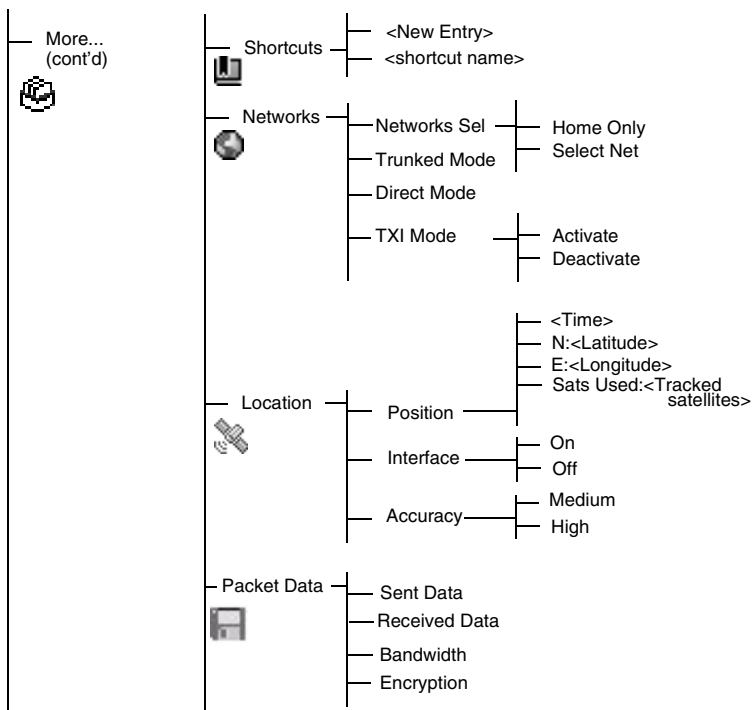 More...
(cont'd)
Shortcuts
<New Entry>
<shortcut name>
Networks
Networks Sel
Home Only
Select Net
Trunked Mode
Direct Mode
TXI Mode
Activate
Deactivate
Location
Position
<Time>
N:<Latitude>
E:<Longitude>
Sats Used:<Tracked
satellites>
Interface
On
Off
Accuracy
Medium
High
Packet Data
Sent Data
Received Data
Bandwidth
Encryption